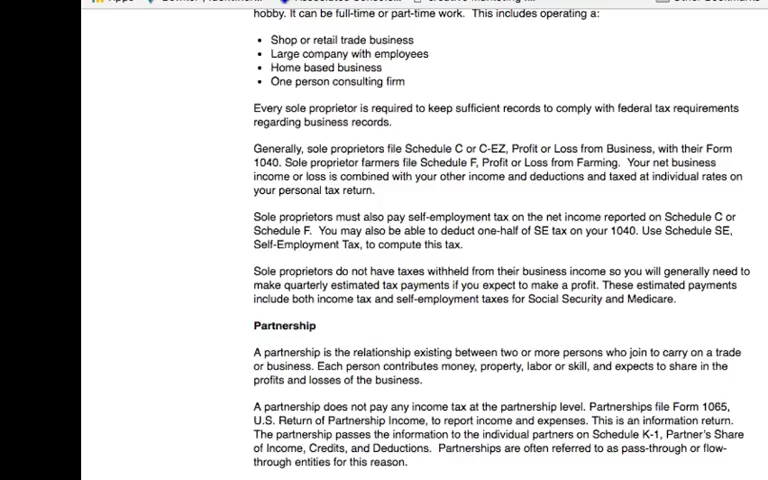 Apps
hobby. It can be full-time or part-time work. This includes operating a:
• Shop or retail trade business
• Large company with employees
• Home based business
• One person consulting firm
Every sole proprietor is required to keep sufficient records to comply with federal tax requirements
regarding business records.
Generally, sole proprietors file Schedule C or C-EZ, Profit or Loss from Business, with their Form
1040. Sole proprietor farmers file Schedule F, Profit or Loss from Farming. Your net business
income or loss is combined with your other income and deductions and taxed at individual rates on
your personal tax return.
Sole proprietors must also pay self-employment tax on the net income reported on Schedule C or
Schedule F. You may also be able to deduct one-half of SE tax on your 1040. Use Schedule SE,
Self-Employment Tax, to compute this tax.
Sole proprietors do not have taxes withheld from their business income so you will generally need to
make quarterly estimated tax payments if you expect to make a profit. These estimated payments
include both income tax and self-employment taxes for Social Security and Medicare.
Partnership
A partnership is the relationship existing between two or more persons who join to carry on a trade
or business. Each person contributes money, property, labor or skill, and expects to share in the
profits and losses of the business.
A partnership does not pay any income tax at the partnership level. Partnerships file Form 1065,
U.S. Return of Partnership Income, to report income and expenses. This is an information return.
The partnership passes the information to the individual partners on Schedule K-1, Partner's Share
of Income, Credits, and Deductions. Partnerships are often referred to as pass-through or flow-
through entities for this reason.